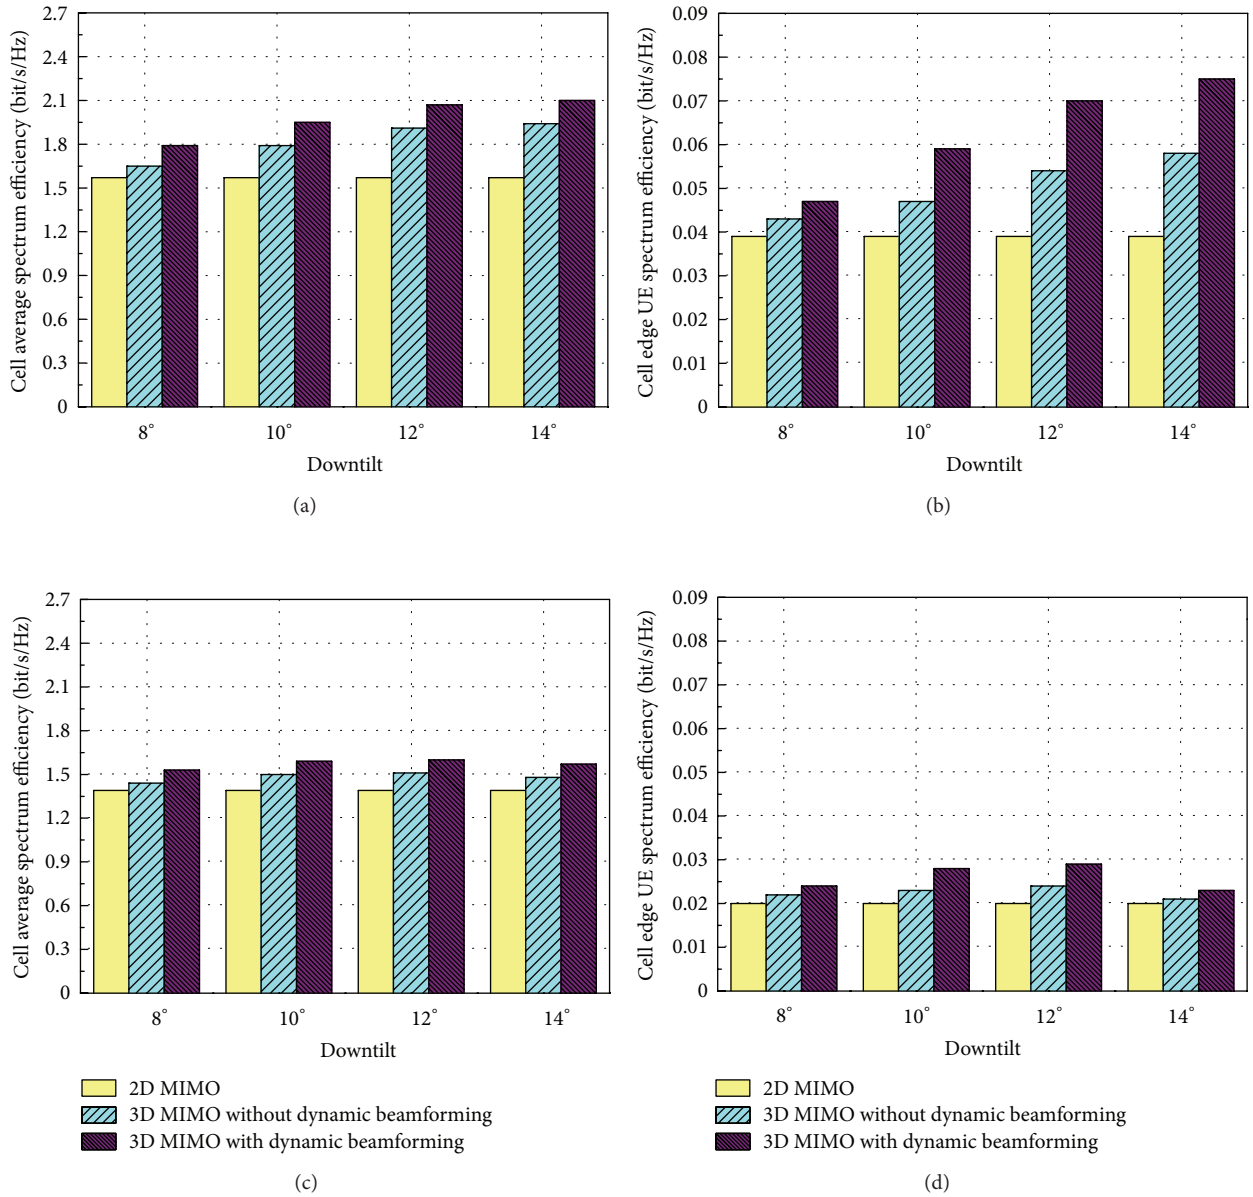 2.7
2.4
2.1
1.8
1.5
1.2
0.9
0.6
0.3
0
Cell average spectrum efficiency (bit/s/Hz)
8° 10° 12° 14°
Downtilt
(a)
0.09
0.08
0.07
0.06
0.05
0.04
0.03
0.02
0.01
0
Cell edge UE spectrum efficiency (bit/s/Hz)
8° 10° 12° 14°
Downtilt
(b)
2.7
2.4
2.1
1.8
1.5
1.2
0.9
0.6
0.3
0
Cell average spectrum efficiency (bit/s/Hz)
8° 10° 12° 14°
Downtilt
2D MIMO
3D MIMO without dynamic beamforming
3D MIMO with dynamic beamforming
(c)
0.09
0.08
0.07
0.06
0.05
0.04
0.03
0.02
0.01
0
Cell edge UE spectrum efficiency (bit/s/Hz)
8° 10° 12° 14°
Downtilt
2D MIMO
3D MIMO without dynamic beamforming
3D MIMO with dynamic beamforming
(d)